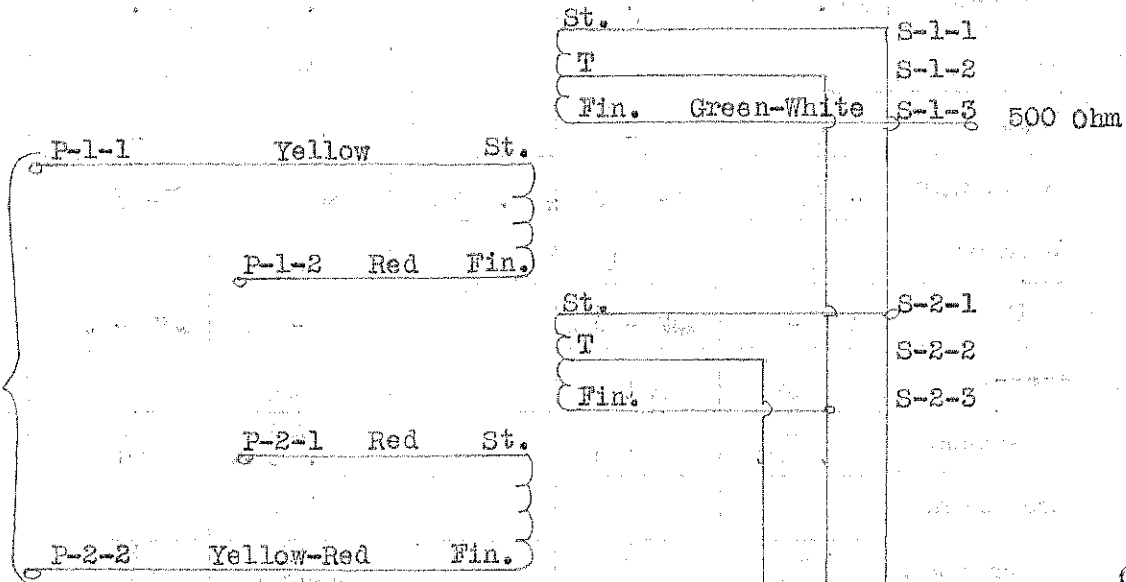 St. S-1-1
T S-1-2
Fin. Green-White S-1-3 500 Ohm
P-1-1 Yellow St.
P-1-2 Red Fin.
St. S-2-1
T S-2-2
Fin. S-2-3
P-2-1 Red St.
P-2-2 Yellow-Red Fin.